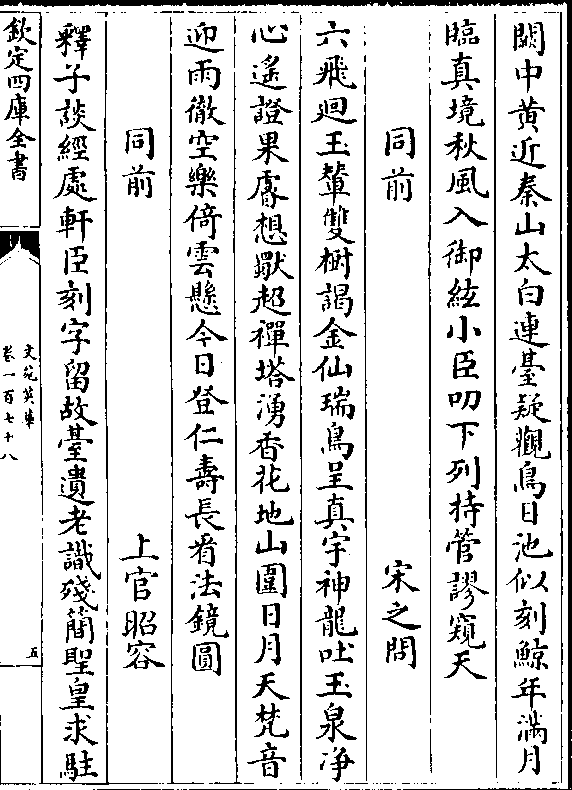 闕中黄近秦山太白連臺疑觀鳥日池似刻鯨年滿月
臨真境秋風入御絃小臣叨下列持管謬窺天
同前 宋之問
六飛迴玉輦雙樹謁金仙瑞鳥呈真宇神龍吐玉泉浄
心遙證果睿想獨超禪塔湧香花地山圍日月天梵音
迎雨徹空樂倚雲懸今日登仁壽長看法鏡圓
同前 上官昭容
釋子談經處軒臣刻字留故臺遺老識殘簡聖皇求駐
欽定四庫全書
文苑英華
卷一百七十八
五